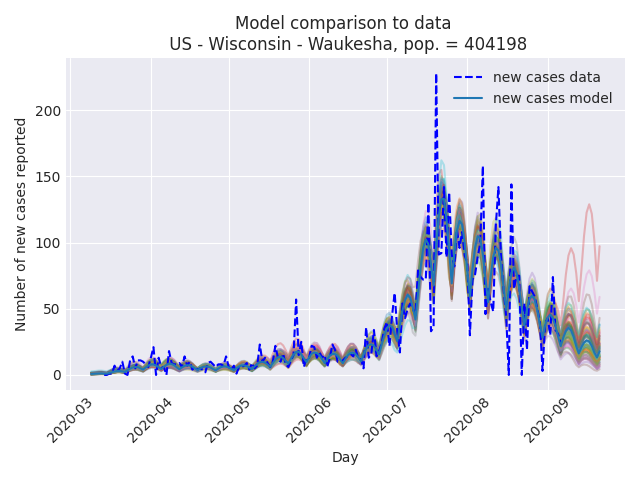 Model comparison to data
US - Wisconsin - Waukesha, pop. = 404198
new cases data
new cases model
Number of new cases reported
200
150
100
50
0
2020-03
2020-04
2020-05
2020-06
2020-07
2020-08
2020-09
Day